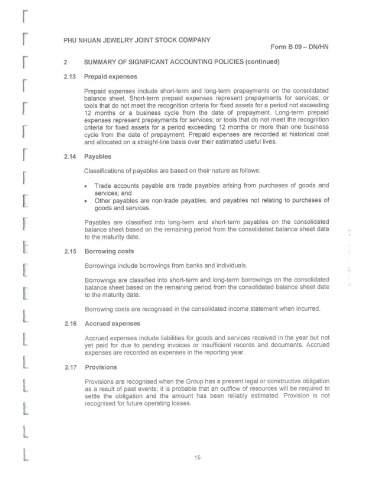 PHU NHUAN JEWELRY JOINT STOCK COMPANY
Form B 09 – DN/HN
2 SUMMARY OF SIGNIFICANT ACCOUNTING POLICIES (continued)
2.13 Prepaid expenses
Prepaid expenses include short-term and long-term prepayments on the consolidated
balance sheet. Short-term prepaid expenses represent prepayments for services; or
tools that do not meet the recognition criteria for fixed assets for a period not exceeding
12 months or a business cycle from the date of prepayment. Long-term prepaid
expenses represent prepayments for services; or tools that do not meet the recognition
criteria for fixed assets for a period exceeding 12 months or more than one business
cycle from the date of prepayment. Prepaid expenses are recorded at historical cost
and allocated on a straight-line basis over their estimated useful lives.
2.14 Payables
Classifications of payables are based on their nature as follows:
• Trade accounts payable are trade payables arising from purchases of goods and
services; and
• Other payables are non-trade payables, and payables not relating to purchases of
goods and services.
Payables are classified into long-term and short-term payables on the consolidated
balance sheet based on the remaining period from the consolidated balance sheet date
to the maturity date.
2.15 Borrowing costs
Borrowings include borrowings from banks and individuals.
Borrowings are classified into short-term and long-term borrowings on the consolidated
balance sheet based on the remaining period from the consolidated balance sheet date
to the maturity date.
Borrowing costs are recognised in the consolidated income statement when incurred.
2.16 Accrued expenses
Accrued expenses include liabilities for goods and services received in the year but not
yet paid for due to pending invoices or insufficient records and documents. Accrued
expenses are recorded as expenses in the reporting year.
2.17 Provisions
Provisions are recognised when the Group has a present legal or constructive obligation
as a result of past events; it is probable that an outflow of resources will be required to
settle the obligation and the amount has been reliably estimated. Provision is not
recognised for future operating losses.
15